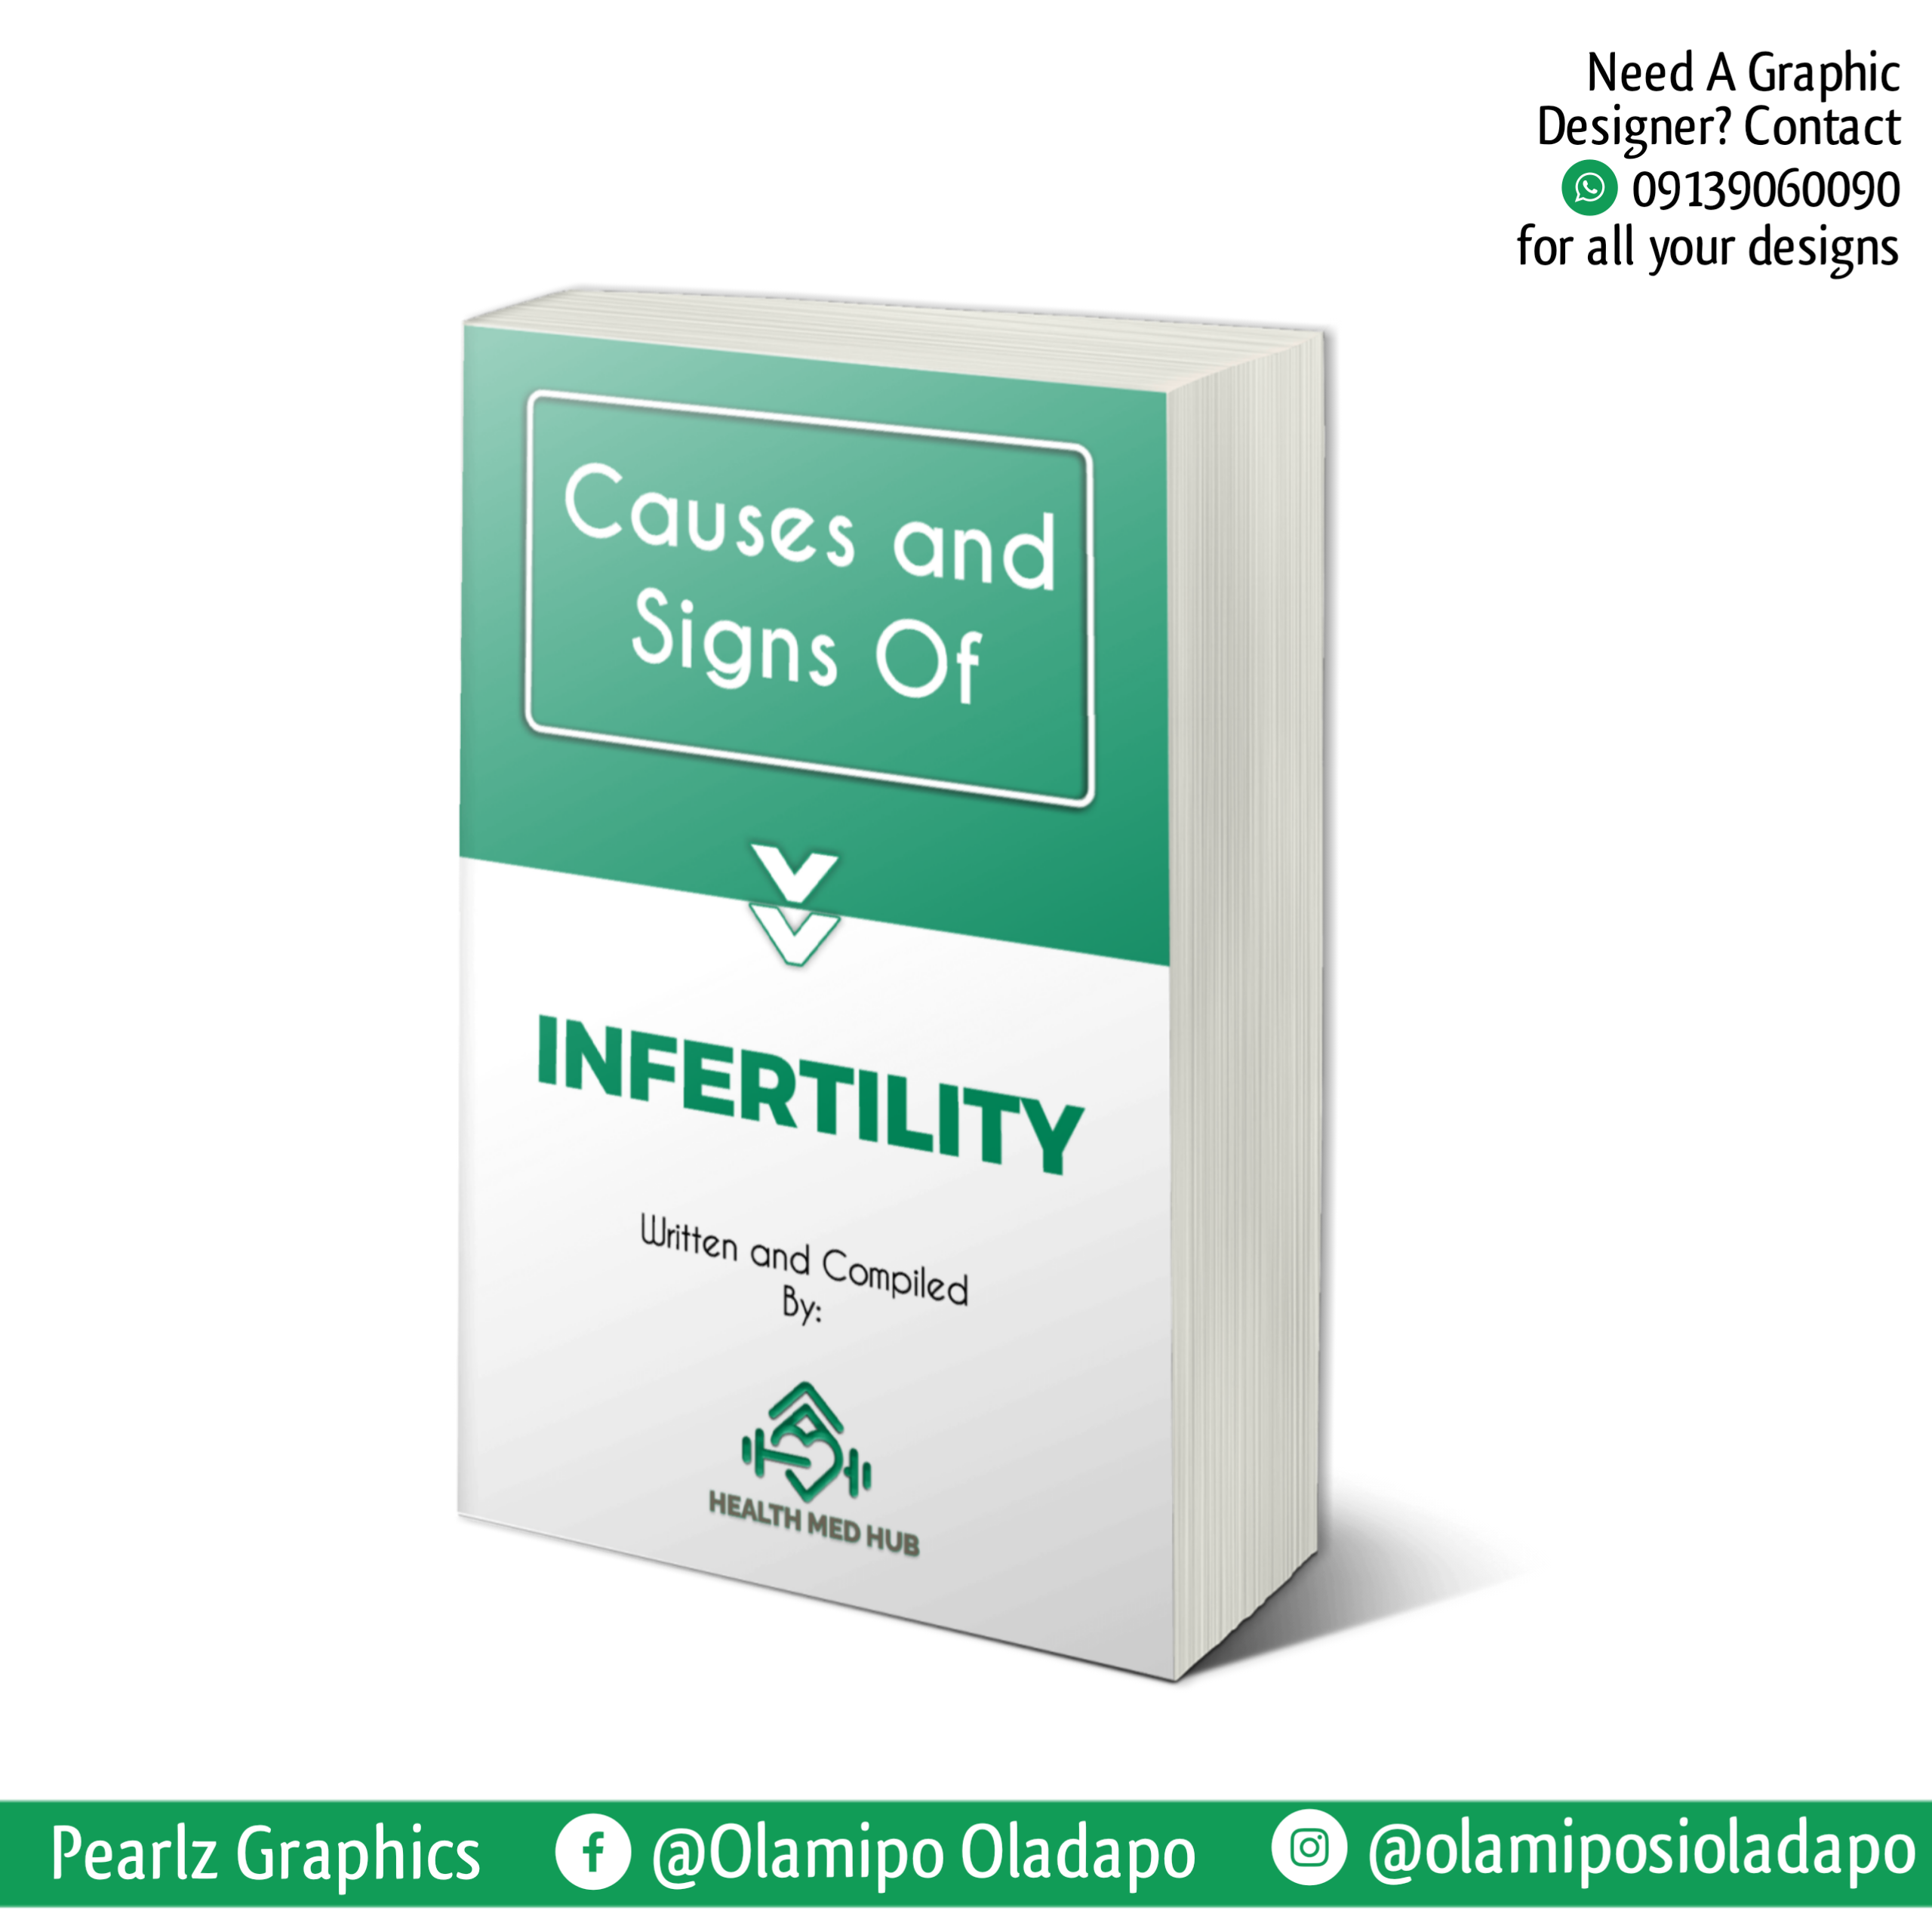 Need A Graphic
Designer? Contact
09139060090
for all your designs
Causes and
Signs Of
INFERTILITY
Written and Compiled
By:
HEALTH MED HUB
Pearlz Graphics
@Olamipo Oladapo
@olamiposioladapo